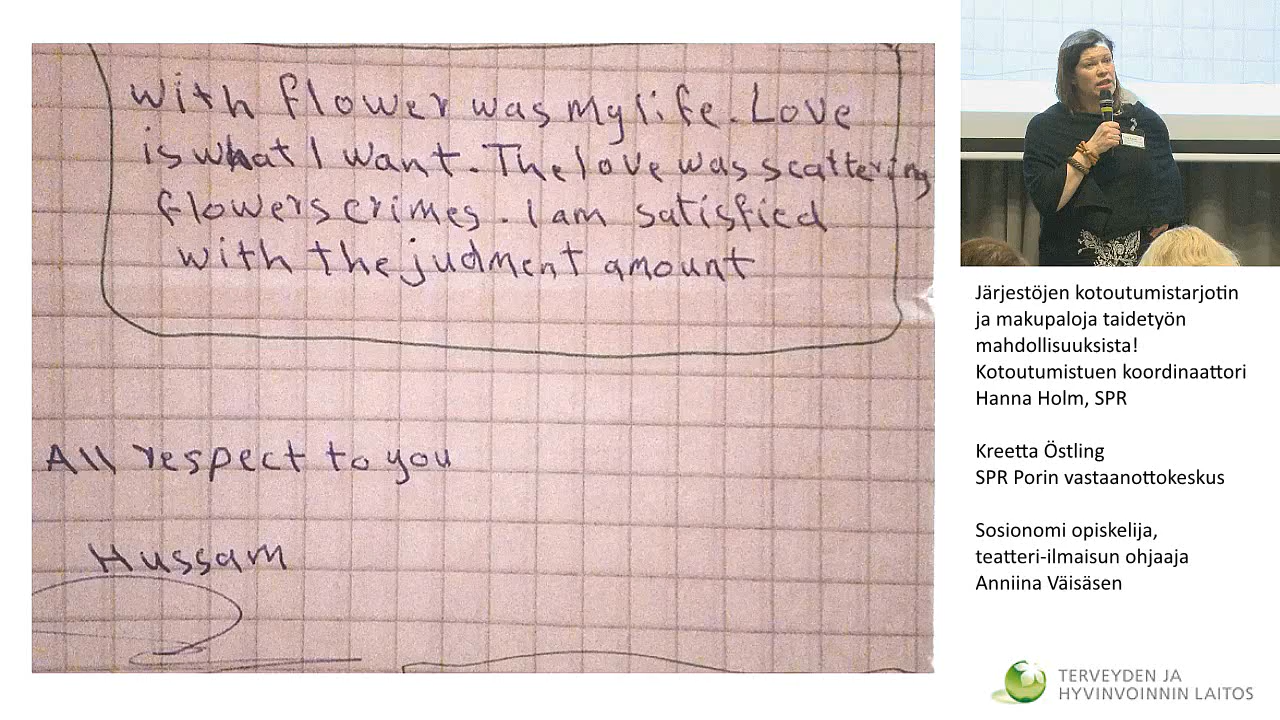 with flower was my life. Love
is what I want. The love was scattering
flowers crimes. I am satisfied
with the judment amount
All respect to you
Hussam
Järjestöjen kotoutumistarjotin
ja makupaloja taidetyön
mahdollisuuksista!
Kotoutumistuen koordinaattori
Hanna Holm, SPR
Kreetta Östling
SPR Porin vastaanottokeskus
Sosionomi opiskelija,
teatteri-ilmaisun ohjaaja
Anniina Väisäsen
TERVEYDEN JA
HYVINVOINNIN LAITOS